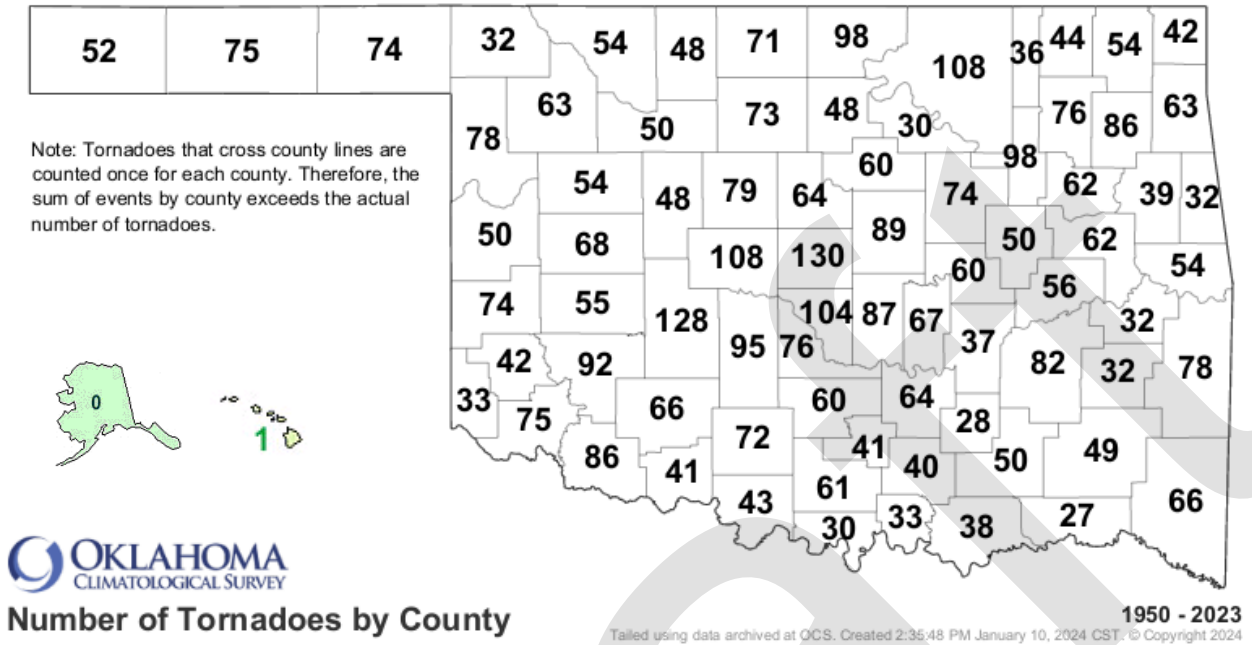 52 75 74 32 54 48 71 98 108 36 44 54 42
78 63 50 73 48 30 76 86 63
Note: Tornadoes that cross county lines are
counted once for each county. Therefore, the
sum of events by county exceeds the actual
number of tornadoes.
54 48 79 64 60 74 98 62 39 32
50 68 108 130 89 60 50 62 54
74 55 128 104 87 67 37 56 32
95 76 82 78
42 92 32
33 75 66 60 64 28
72 41 49
86 41 61 40 50 66
43 30 33 38 27
0
1
OKLAHOMA
CLIMATOLOGICAL SURVEY
Number of Tornadoes by County
1950 - 2023
Tailed using data archived at OCS. Created 2:35:48 PM January 10, 2024 CST. © Copyright 2024